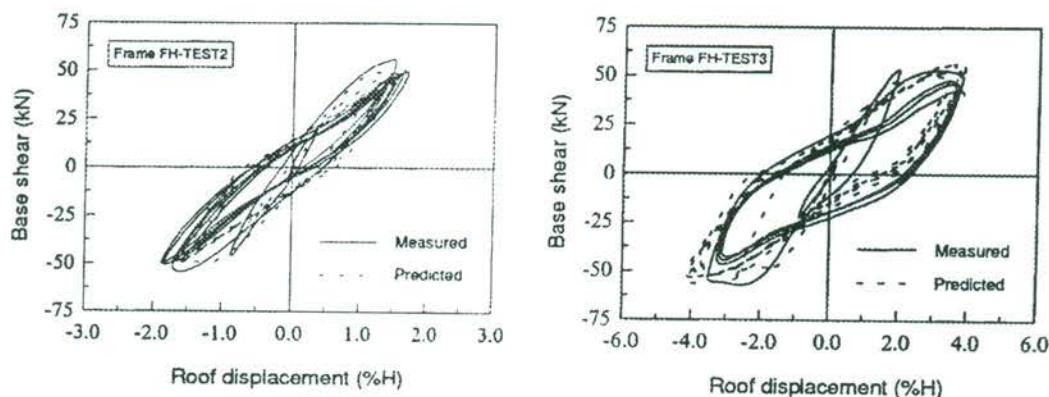 75
50
25
0
-25
-50
-75
Base shear (kN)
Frame FH-TEST2
Measured
Predicted
-3.0 -2.0 -1.0 0.0 1.0 2.0 3.0
Roof displacement (%H)
75
50
25
0
-25
-50
-75
Base shear (kN)
Frame FH-TEST3
Measured
Predicted
-6.0 -4.0 -2.0 0.0 2.0 4.0 6.0
Roof displacement (%H)